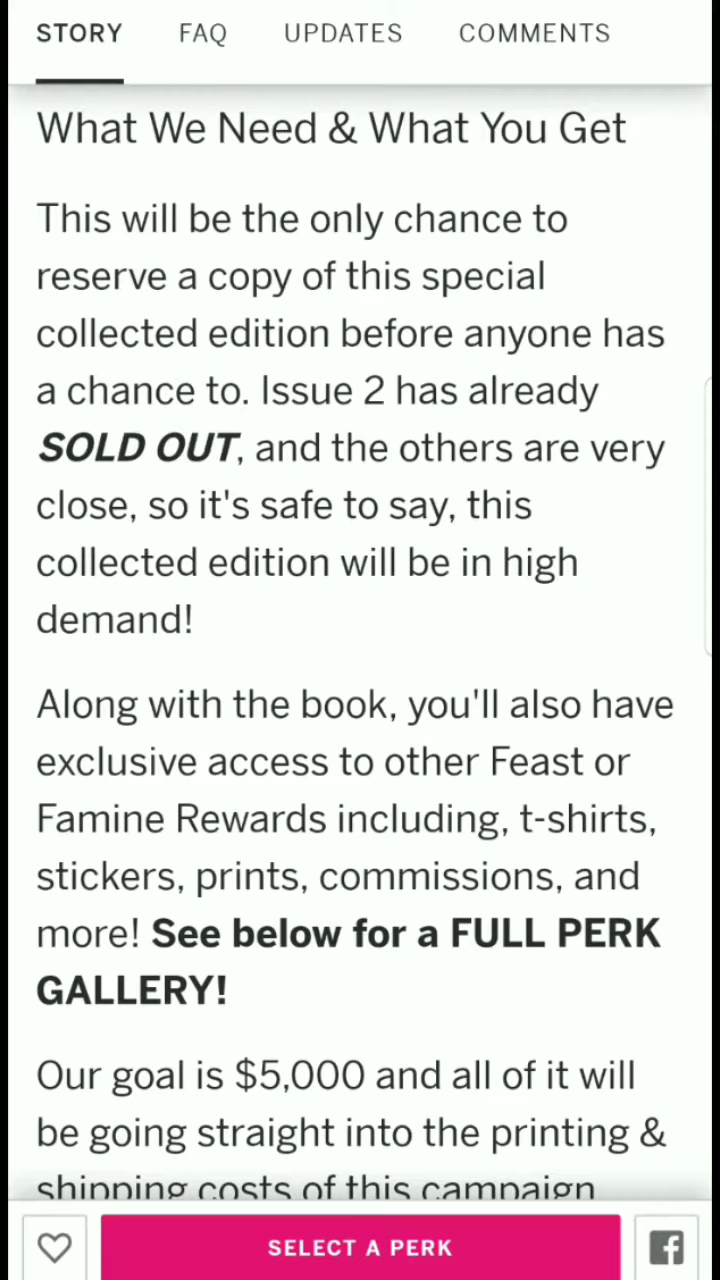 STORY FAQ UPDATES COMMENTS
What We Need & What You Get
This will be the only chance to
reserve a copy of this special
collected edition before anyone has
a chance to. Issue 2 has already
SOLD OUT, and the others are very
close, so it's safe to say, this
collected edition will be in high
demand!
Along with the book, you'll also have
exclusive access to other Feast or
Famine Rewards including, t-shirts,
stickers, prints, commissions, and
more! See below for a FULL PERK
GALLERY!
Our goal is $5,000 and all of it will
be going straight into the printing &
shipping costs of this campaign
SELECT A PERK